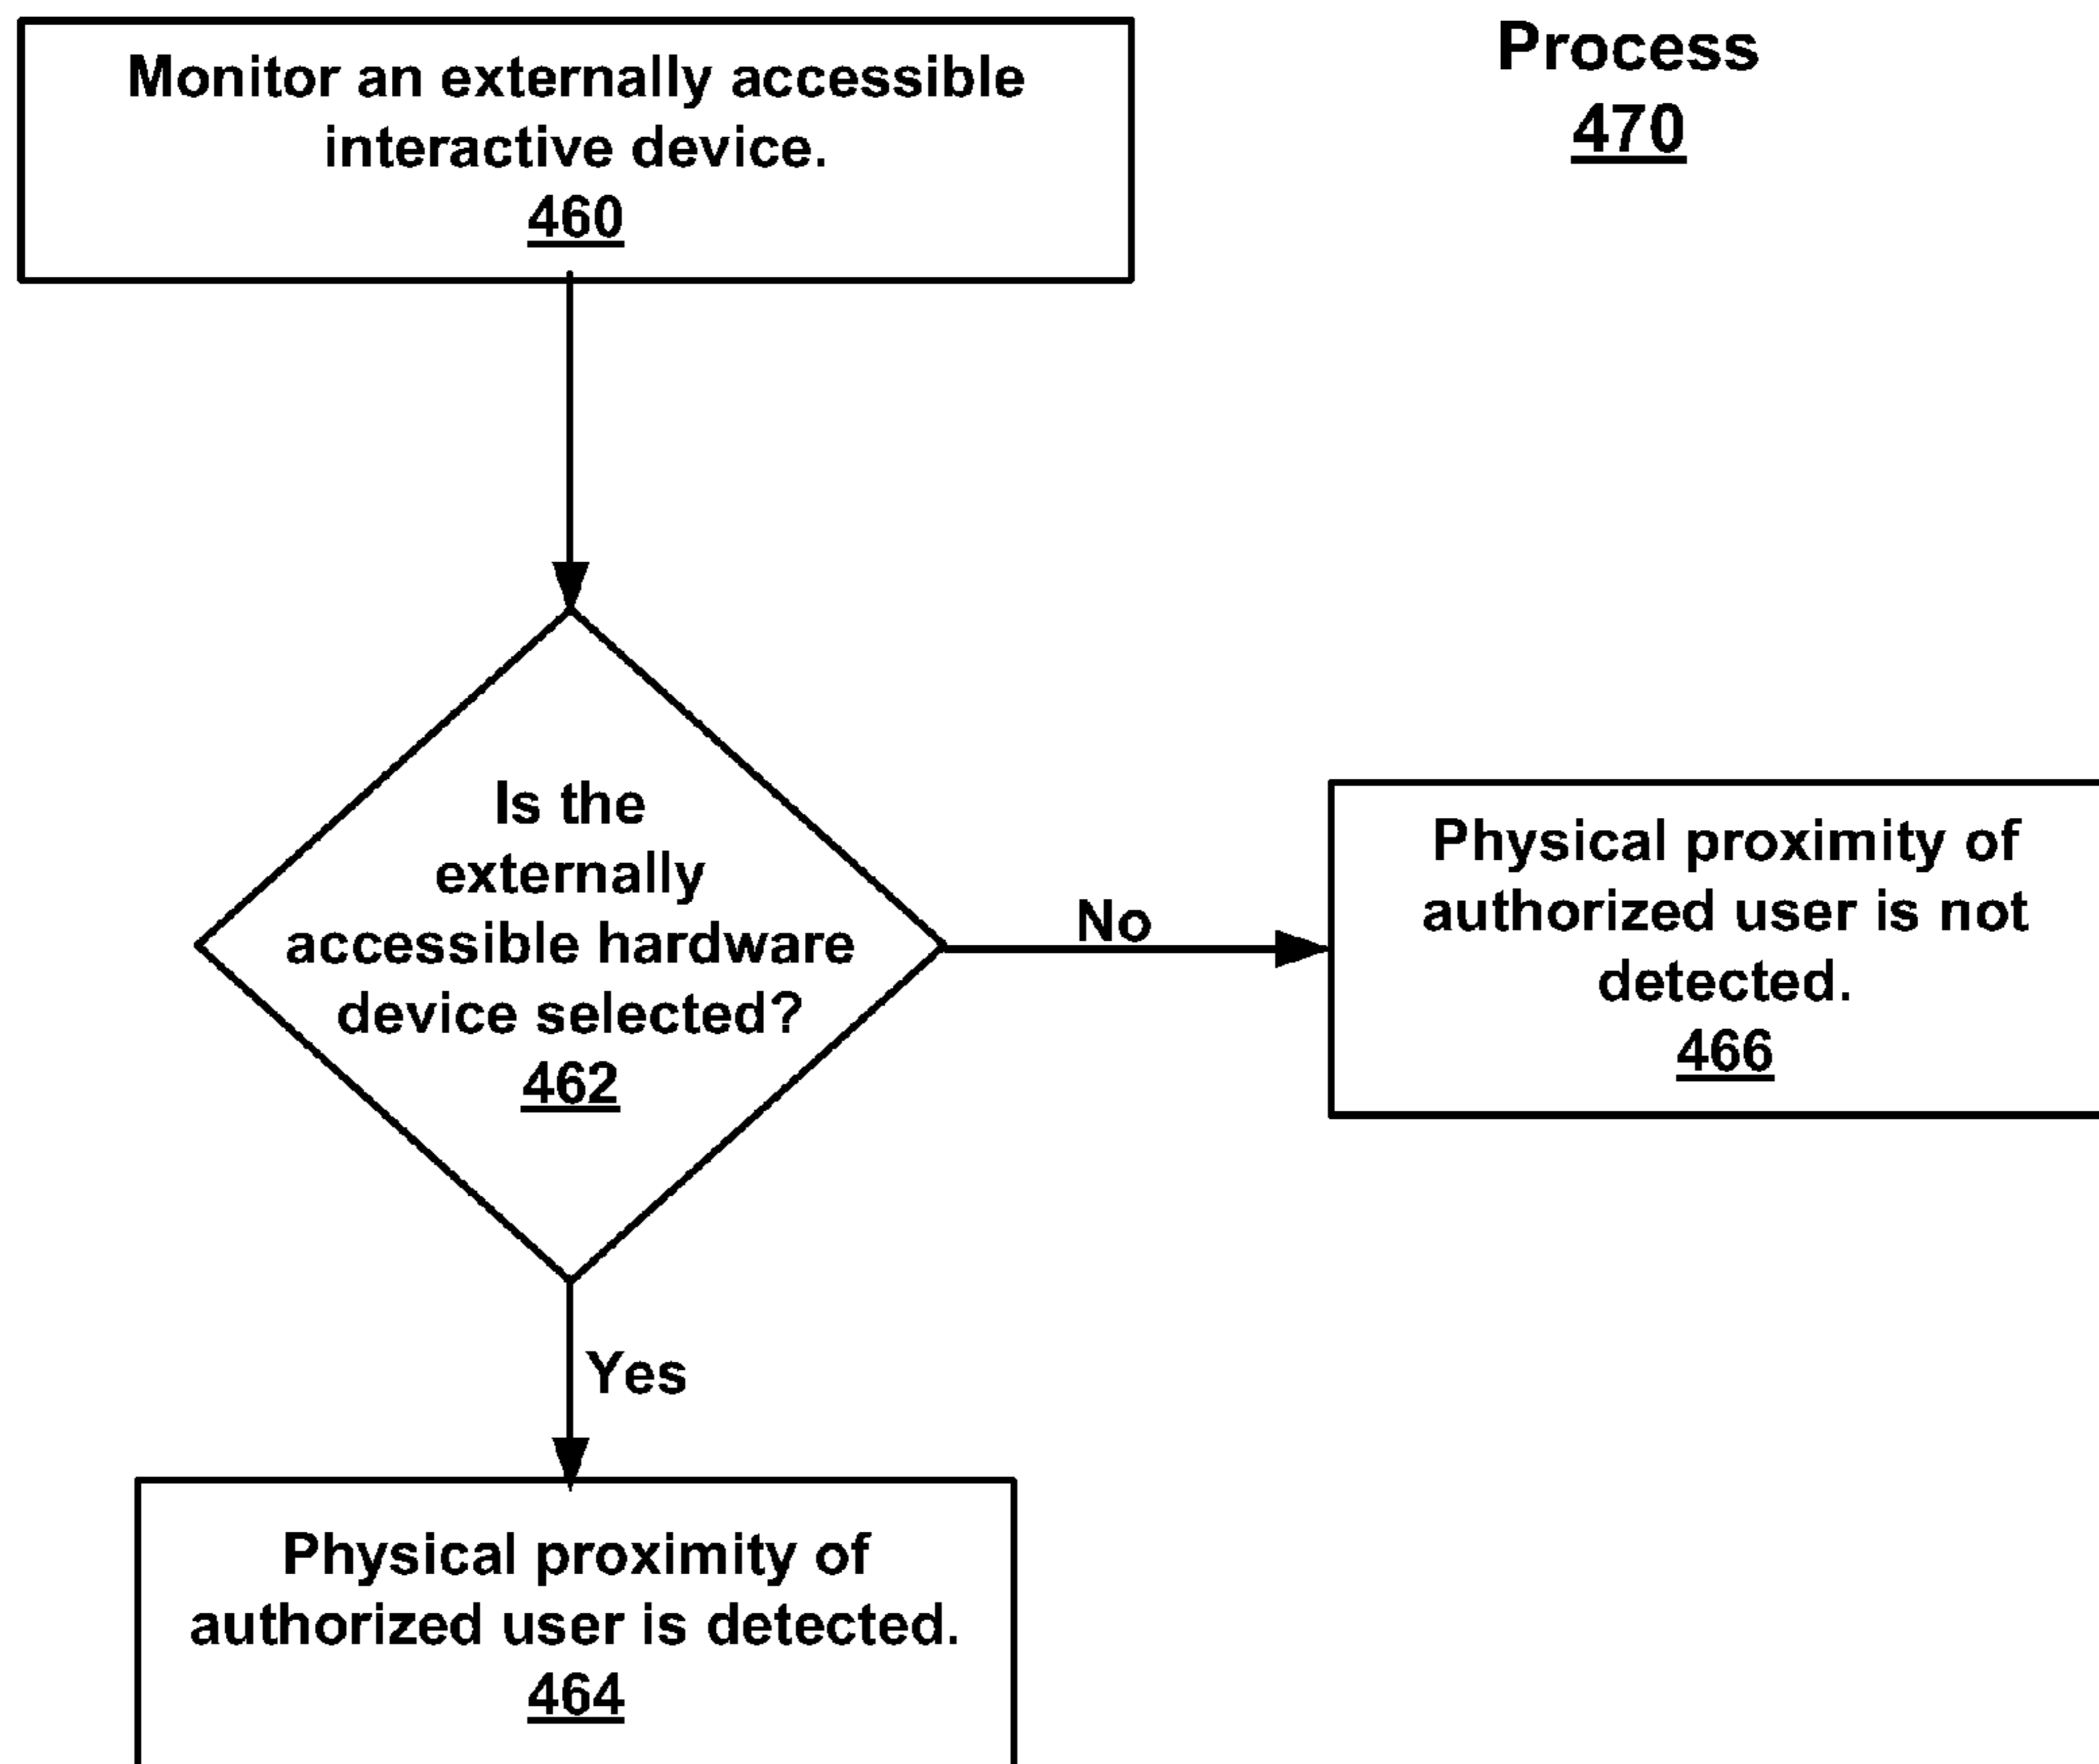 Monitor an externally accessible
interactive device.
460
Process
470
Is the
externally
accessible hardware
device selected?
462
No
Physical proximity of
authorized user is not
detected.
466
Yes
Physical proximity of
authorized user is detected.
464